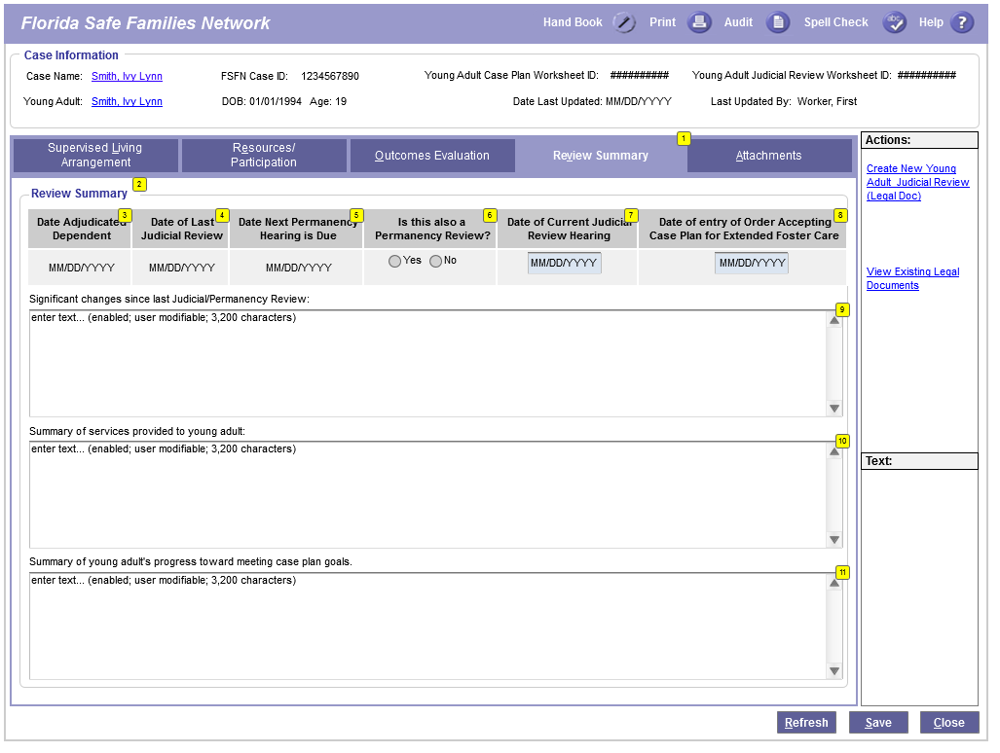 Florida Safe Families Network
Hand Book Print Audit Spell Check Help ?
Case Information
Case Name: Smith, Ivy Lynn FSFN Case ID: 1234567890 Young Adult Case Plan Worksheet ID: ########## Young Adult Judicial Review Worksheet ID: ##########
Young Adult: Smith, Ivy Lynn DOB: 01/01/1994 Age: 19 Date Last Updated: MM/DD/YYYY Last Updated By: Worker, First
1
Supervised Living
Arrangement
Resources/
Participation
Outcomes Evaluation
Review Summary
Attachments
Review Summary 2
3 4 5 6 7 8
Date Adjudicated
Dependent
Date of Last
Judicial Review
Date Next Permanency
Hearing is Due
Is this also a
Permanency Review?
Date of Current Judicial
Review Hearing
Date of entry of Order Accepting
Case Plan for Extended Foster Care
MM/DD/YYYY MM/DD/YYYY MM/DD/YYYY Yes No MM/DD/YYYY MM/DD/YYYY
Significant changes since last Judicial/Permanency Review:
9
enter text... (enabled; user modifiable; 3,200 characters)
Summary of services provided to young adult:
10
enter text... (enabled; user modifiable; 3,200 characters)
Summary of young adult's progress toward meeting case plan goals.
11
enter text... (enabled; user modifiable; 3,200 characters)
Actions:
Create New Young
Adult Judicial Review
(Legal Doc)
View Existing Legal
Documents
Text:
Refresh Save Close